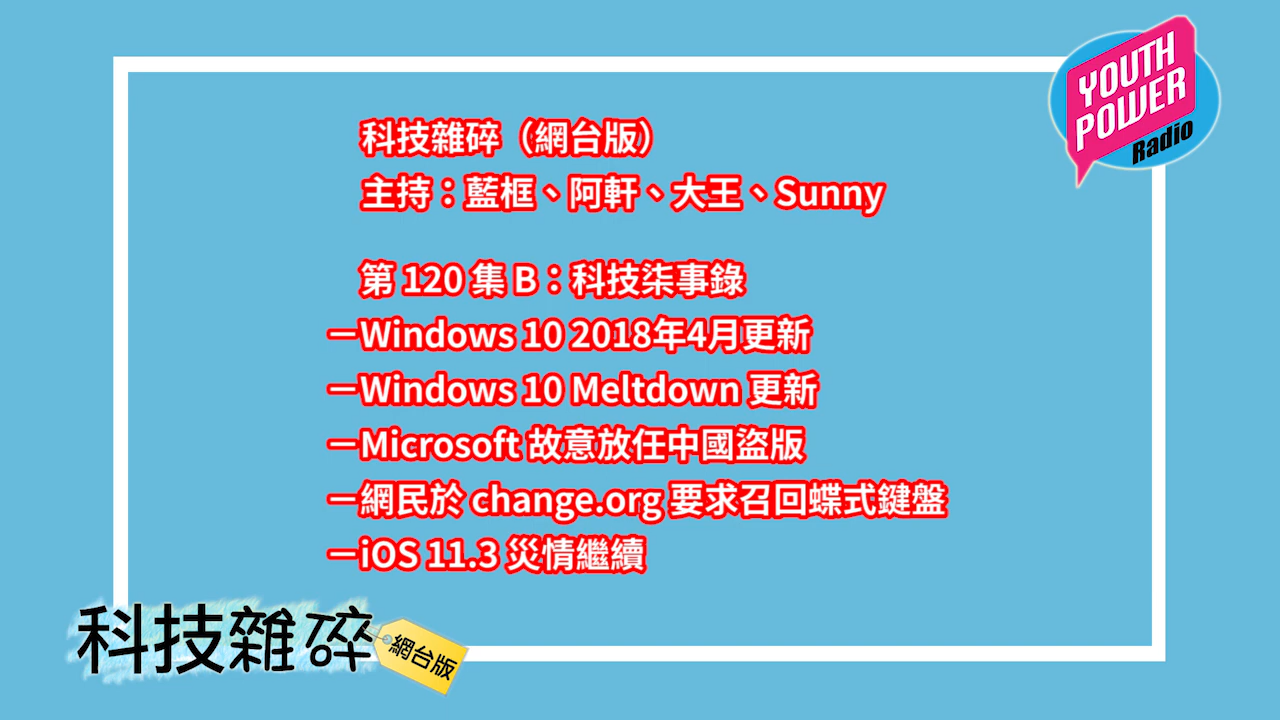 YOUTH
POWER
Radio
科技雜碎（網台版）
主持：藍框、阿軒、大王、Sunny
第 120 集 B：科技柒事錄
－Windows 10 2018年4月更新
－Windows 10 Meltdown 更新
－Microsoft 故意放任中國盜版
－網民於 change.org 要求召回蝶式鍵盤
－iOS 11.3 災情繼續
科技雜碎
網台版